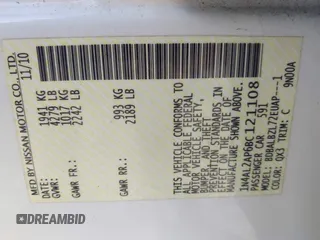 MFD BY NISSAN MOTOR CO., LTD.
11/10
GVWR: 1941 KG
4279 LB
GAWR FR: 1017 KG
2242 LB
GAWR RR: 993 KG
2189 LB
THIS VEHICLE CONFORMS TO ALL
APPLICABLE FEDERAL
MOTOR VEHICLE SAFETY,
BUMPER, AND THEFT
PREVENTION STANDARDS IN
EFFECT ON THE DATE OF
MANUFACTURE SHOWN ABOVE.
1N4AL2AP6BC121108
PASSENGER CAR 591
MODEL:
COLOR: QX3 TRIM: C 9N00A
DREAMBID